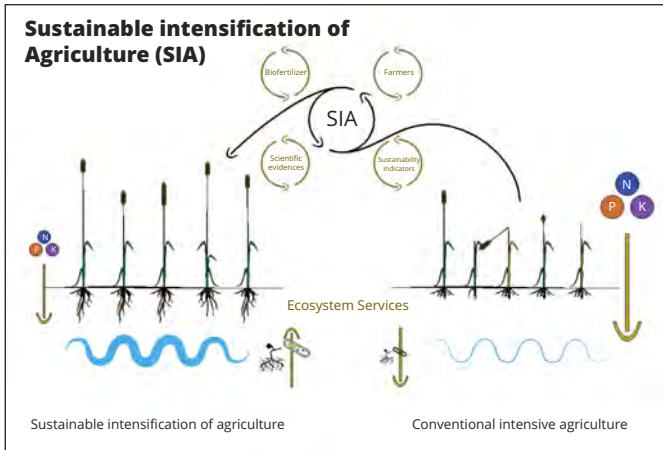 Sustainable intensification of
Agriculture (SIA)
Biofertilizer
Farmers
SIA
Scientific
evidences
Sustainability
indicators
N
P
K
N
P
K
Ecosystem Services
Sustainable intensification of agriculture
Conventional intensive agriculture